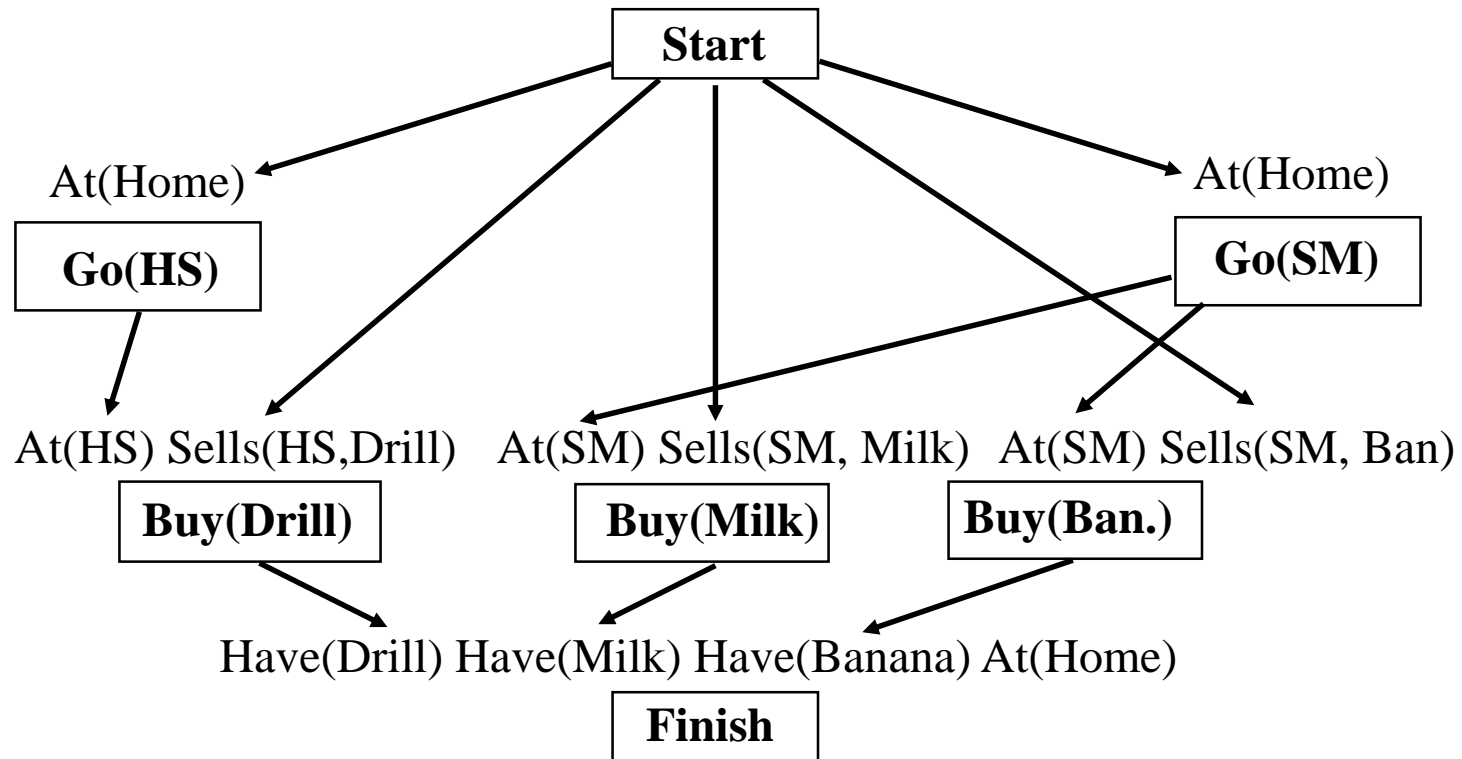 Start
At(Home)
At(Home)
Go(HS)
Go(SM)
At(HS) Sells(HS,Drill)
At(SM) Sells(SM, Milk)
At(SM) Sells(SM, Ban)
Buy(Drill)
Buy(Milk)
Buy(Ban.)
Have(Drill) Have(Milk) Have(Banana) At(Home)
Finish